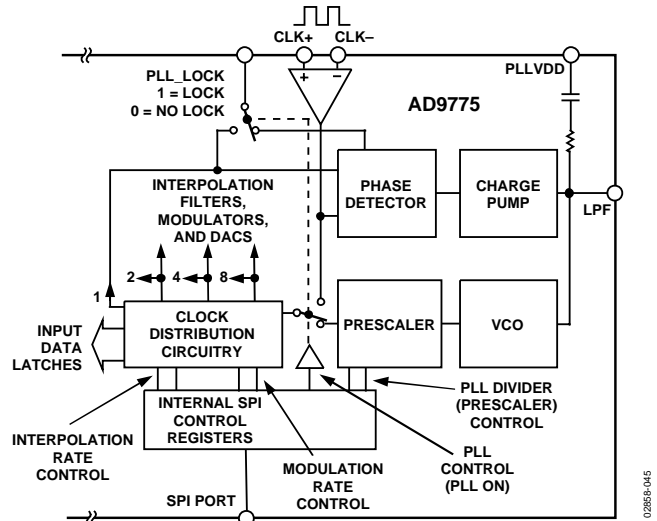 CLK+ CLK–
PLLVDD
PLL_LOCK
1 = LOCK
0 = NO LOCK
+ –
AD9775
INTERPOLATION
FILTERS,
MODULATORS,
AND DACS
PHASE
DETECTOR
CHARGE
PUMP
LPF
2 4 8
1
CLOCK
DISTRIBUTION
CIRCUITRY
PRESCALER
VCO
INPUT
DATA
LATCHES
INTERNAL SPI
CONTROL
REGISTERS
PLL DIVIDER
(PRESCALER)
CONTROL
INTERPOLATION
RATE
CONTROL
MODULATION
RATE
CONTROL
PLL
CONTROL
(PLL ON)
SPI PORT
02858-045